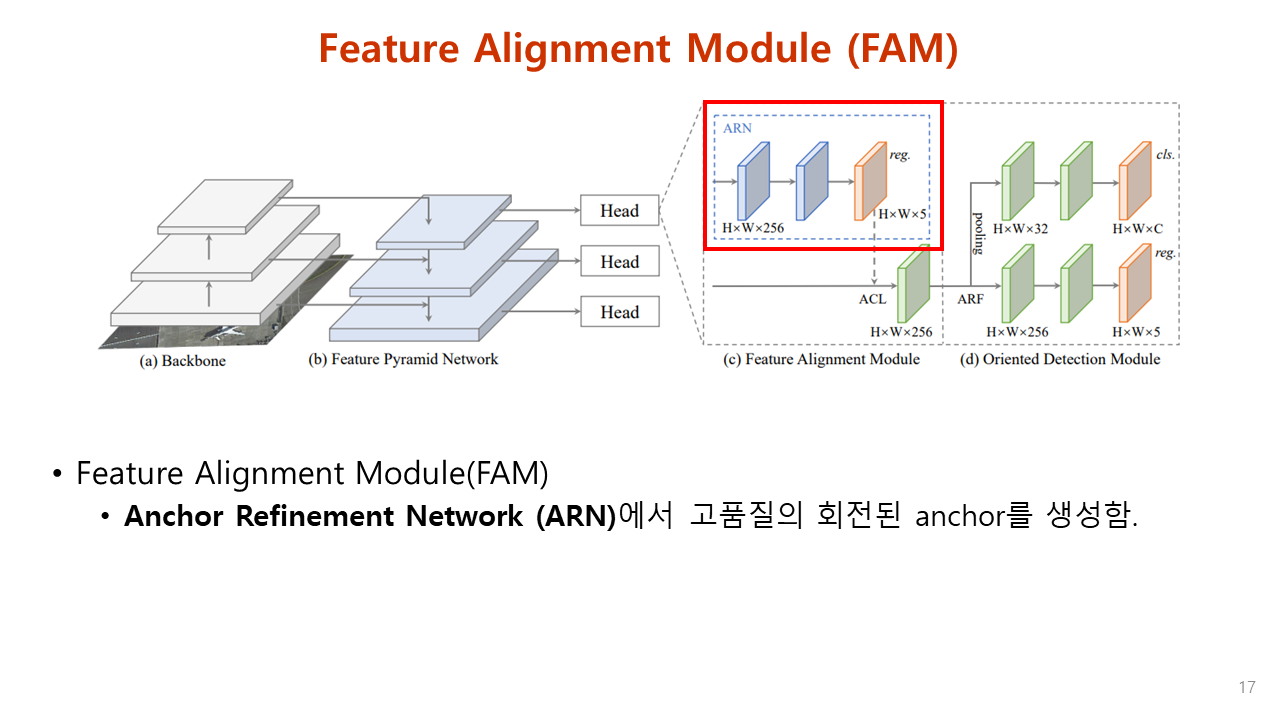 Feature Alignment Module (FAM)
ARN
reg.
H×W×5
H×W×256
Head
Head
Head
ACL
H×W×256
pooling
ARF
cls.
H×W×32
H×W×C
reg.
H×W×256
H×W×5
(a) Backbone
(b) Feature Pyramid Network
(c) Feature Alignment Module
(d) Oriented Detection Module
• Feature Alignment Module(FAM)
• Anchor Refinement Network (ARN)에서 고품질의 회전된 anchor를 생성함.
17